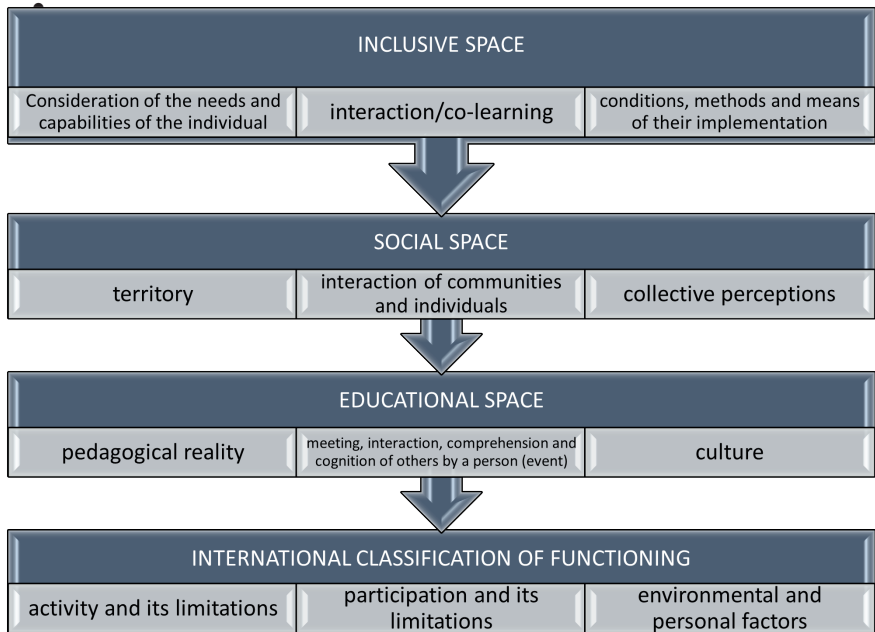 INCLUSIVE SPACE
Consideration of the needs and
capabilities of the individual
interaction/co-learning
conditions, methods and means
of their implementation
SOCIAL SPACE
territory
interaction of communities
and individuals
collective perceptions
EDUCATIONAL SPACE
pedagogical reality
meeting, interaction, comprehension and
cognition of others by a person (event)
culture
INTERNATIONAL CLASSIFICATION OF FUNCTIONING
activity and its limitations
participation and its
limitations
environmental and
personal factors